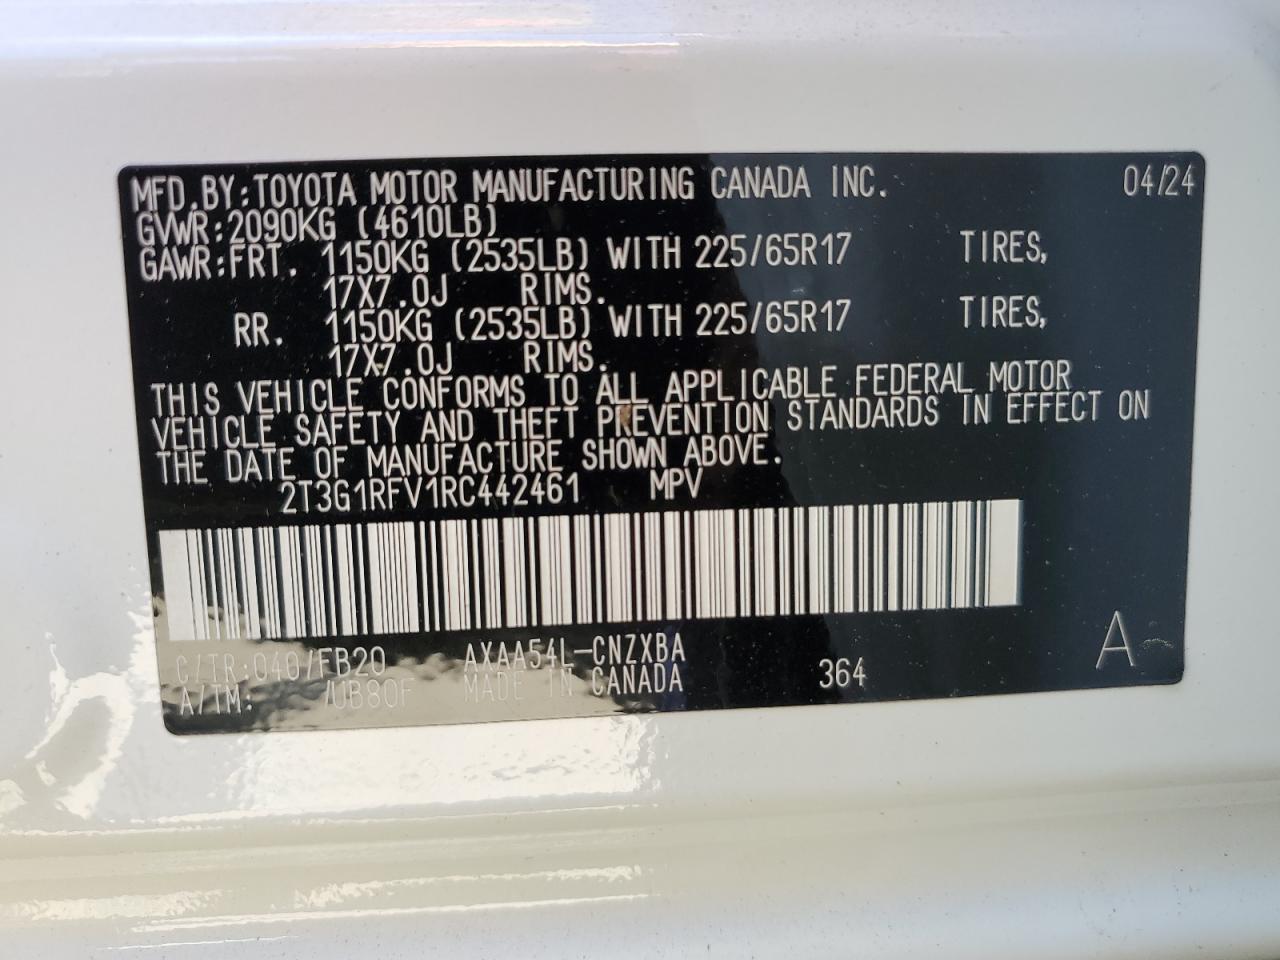 MFD.BY:TOYOTA MOTOR MANUFACTURING CANADA INC. 04/24
GVWR:2090KG (4610LB)
GAWR:FRT. 1150KG (2535LB) WITH 225/65R17 TIRES,
17X7.0J RIMS.
RR. 1150KG (2535LB) WITH 225/65R17 TIRES,
17X7.0J RIMS.
THIS VEHICLE CONFORMS TO ALL APPLICABLE FEDERAL MOTOR
VEHICLE SAFETY AND THEFT PREVENTION STANDARDS IN EFFECT ON
THE DATE OF MANUFACTURE SHOWN ABOVE.
2T3G1RFV1RC442461 MPV
C/TR:040/FB20 AXAA54L-CNZXBA
A/TM: /UB80F MADE IN CANADA 364 A